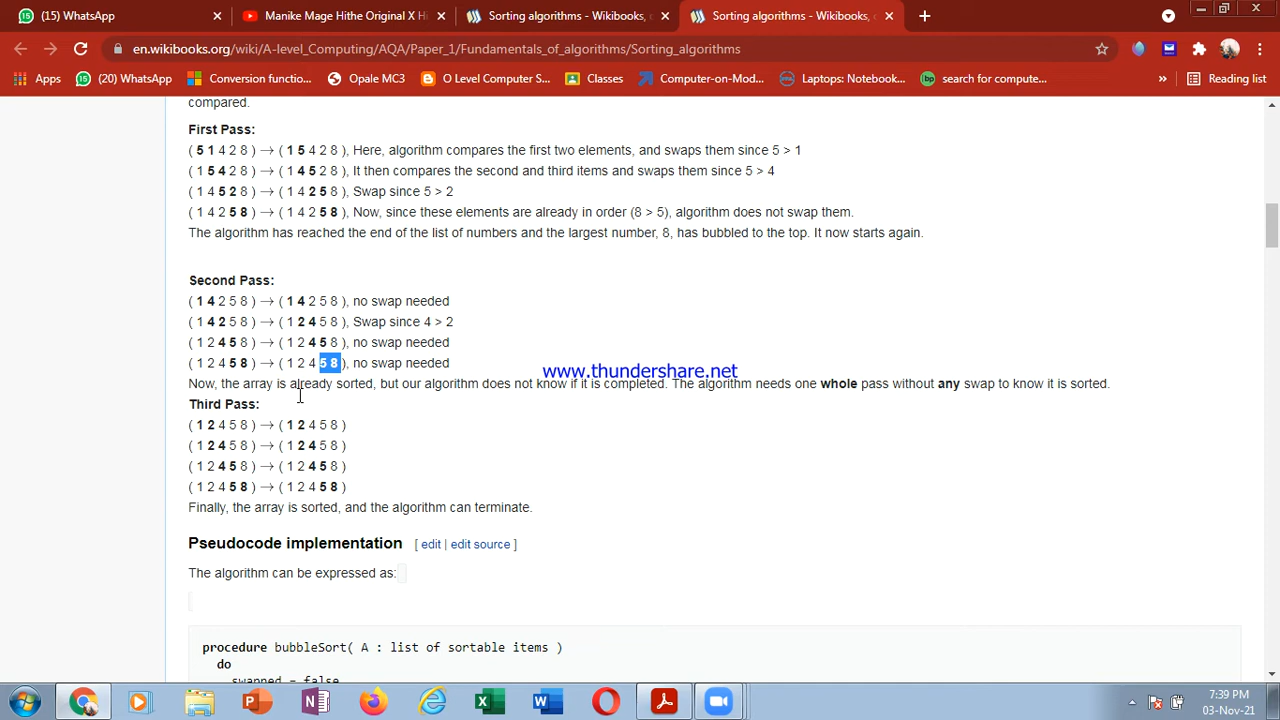 (15) WhatsApp
Manike Mage Hithe Original X Hi
Sorting algorithms - Wikibooks, o
Sorting algorithms - Wikibooks, o
en.wikibooks.org/wiki/A-level_Computing/AQA/Paper_1/Fundamentals_of_algorithms/Sorting_algorithms
Apps (20) WhatsApp Conversion functio... Opale MC3 O Level Computer S... Classes Computer-on-Mod... Laptops: Notebook... bp search for compute... » Reading list
compared.
First Pass:
( 5 1 4 2 8 ) → ( 1 5 4 2 8 ), Here, algorithm compares the first two elements, and swaps them since 5 > 1
( 1 5 4 2 8 ) → ( 1 4 5 2 8 ), It then compares the second and third items and swaps them since 5 > 4
( 1 4 5 2 8 ) → ( 1 4 2 5 8 ), Swap since 5 > 2
( 1 4 2 5 8 ) → ( 1 4 2 5 8 ), Now, since these elements are already in order (8 > 5), algorithm does not swap them.
The algorithm has reached the end of the list of numbers and the largest number, 8, has bubbled to the top. It now starts again.
Second Pass:
( 1 4 2 5 8 ) → ( 1 4 2 5 8 ), no swap needed
( 1 4 2 5 8 ) → ( 1 2 4 5 8 ), Swap since 4 > 2
( 1 2 4 5 8 ) → ( 1 2 4 5 8 ), no swap needed
( 1 2 4 5 8 ) → ( 1 2 4 5 8 ), no swap needed
www.thundershare.org
Now, the array is already sorted, but our algorithm does not know if it is completed. The algorithm needs one whole pass without any swap to know it is sorted.
Third Pass:
( 1 2 4 5 8 ) → ( 1 2 4 5 8 )
( 1 2 4 5 8 ) → ( 1 2 4 5 8 )
( 1 2 4 5 8 ) → ( 1 2 4 5 8 )
( 1 2 4 5 8 ) → ( 1 2 4 5 8 )
Finally, the array is sorted, and the algorithm can terminate.
Pseudocode implementation [ edit | edit source ]
The algorithm can be expressed as:
procedure bubbleSort( A : list of sortable items )
do
swapped = false
7:39 PM
03-Nov-21